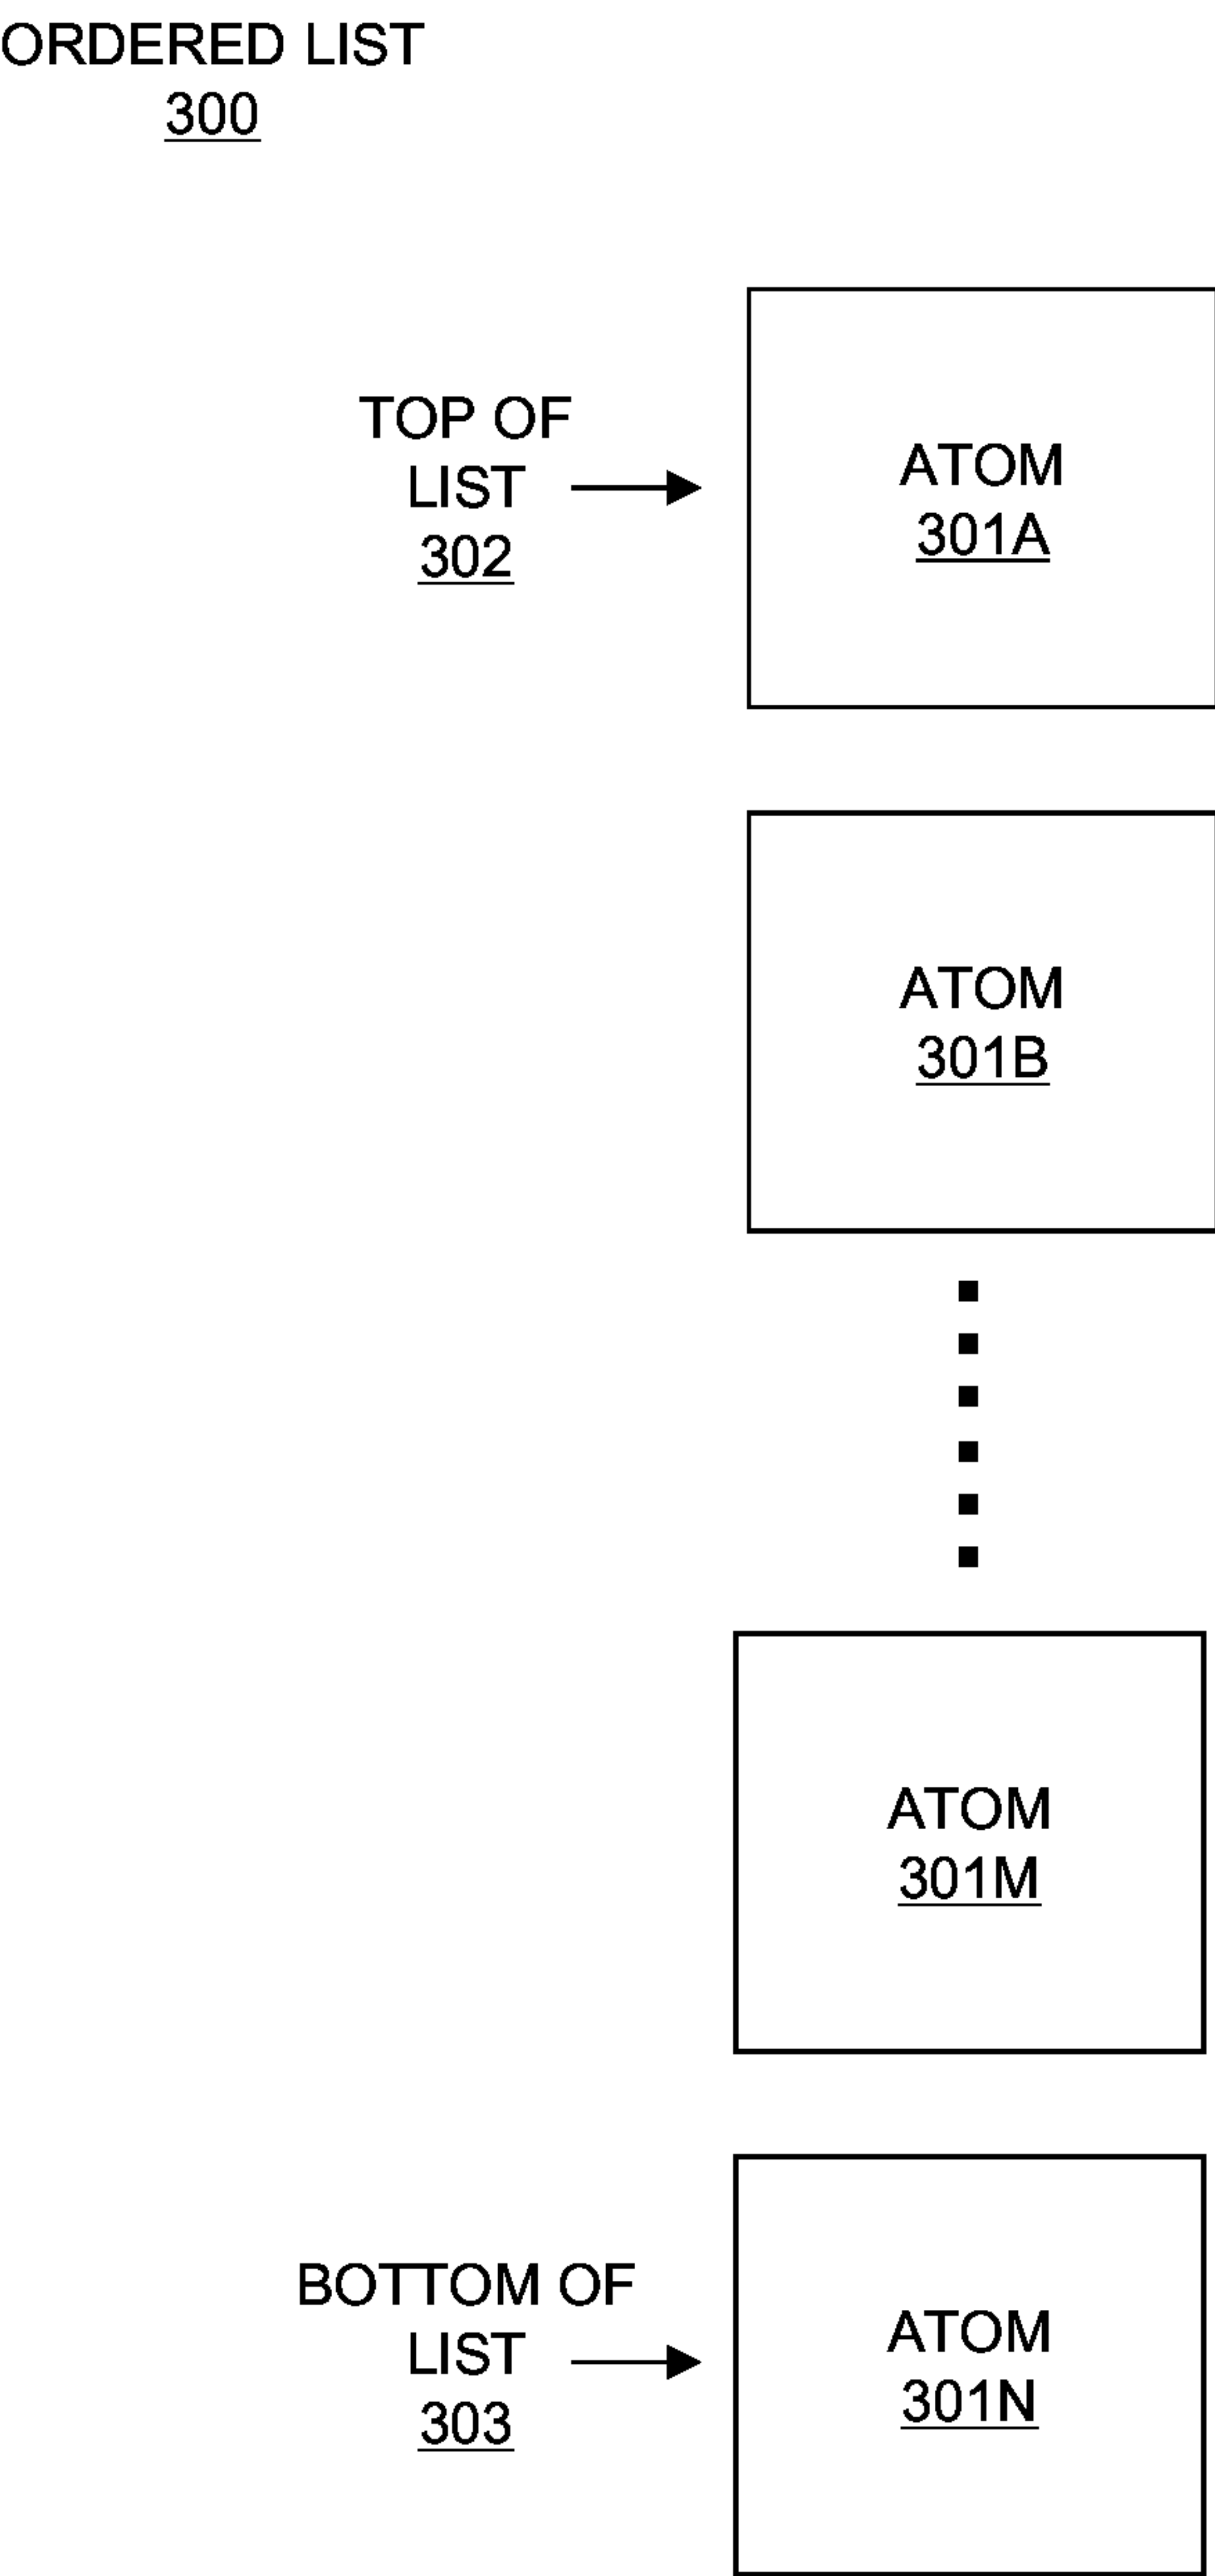 ORDERED LIST
300
TOP OF
LIST
302
ATOM
301A
ATOM
301B
ATOM
301M
BOTTOM OF
LIST
303
ATOM
301N